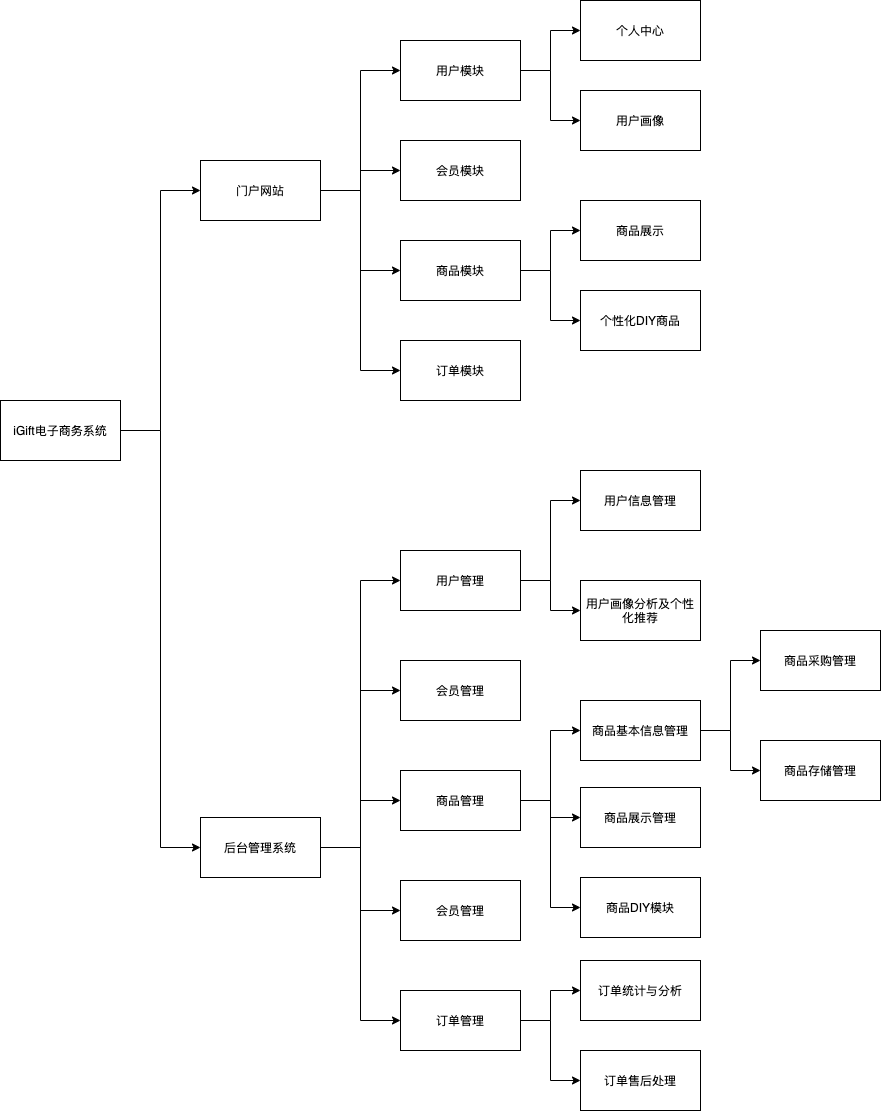 个人中心
用户模块
用户画像
会员模块
门户网站
商品展示
商品模块
个性化DIY商品
订单模块
iGift电子商务系统
用户信息管理
用户管理
用户画像分析及个性
化推荐
商品采购管理
会员管理
商品基本信息管理
商品存储管理
商品管理
商品展示管理
后台管理系统
会员管理
商品DIY模块
订单统计与分析
订单管理
订单售后处理